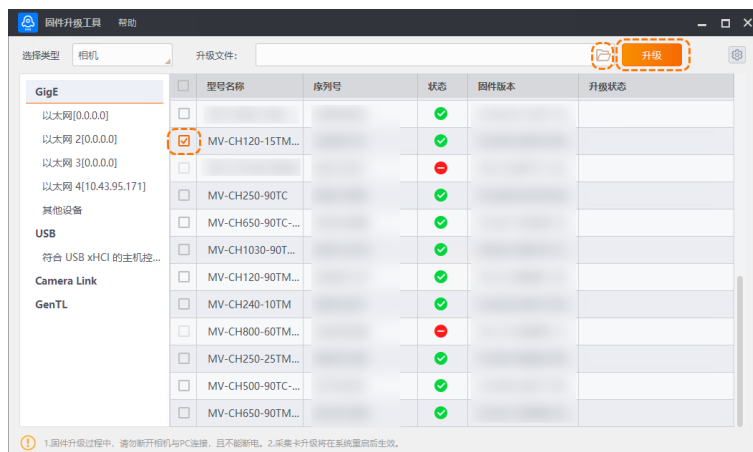 固件升级工具 帮助
选择类型 相机 升级文件: 升级
GigE 型号名称 序列号 状态 固件版本 升级状态
以太网[0.0.0.0]
以太网 2[0.0.0.0] MV-CH120-15TM...
以太网 3[0.0.0.0]
以太网 4[10.43.95.171] MV-CH250-90TC
其他设备 MV-CH650-90TC-...
USB
符合 USB xHCI 的主机控... MV-CH1030-90T...
Camera Link MV-CH120-90TM...
GenTL MV-CH240-10TM
MV-CH800-60TM...
MV-CH250-25TM...
MV-CH500-90TC-...
MV-CH650-90TM...
1.固件升级过程中，请勿断开相机与PC连接，且不能断电。2.采集卡升级将在系统重启后生效。